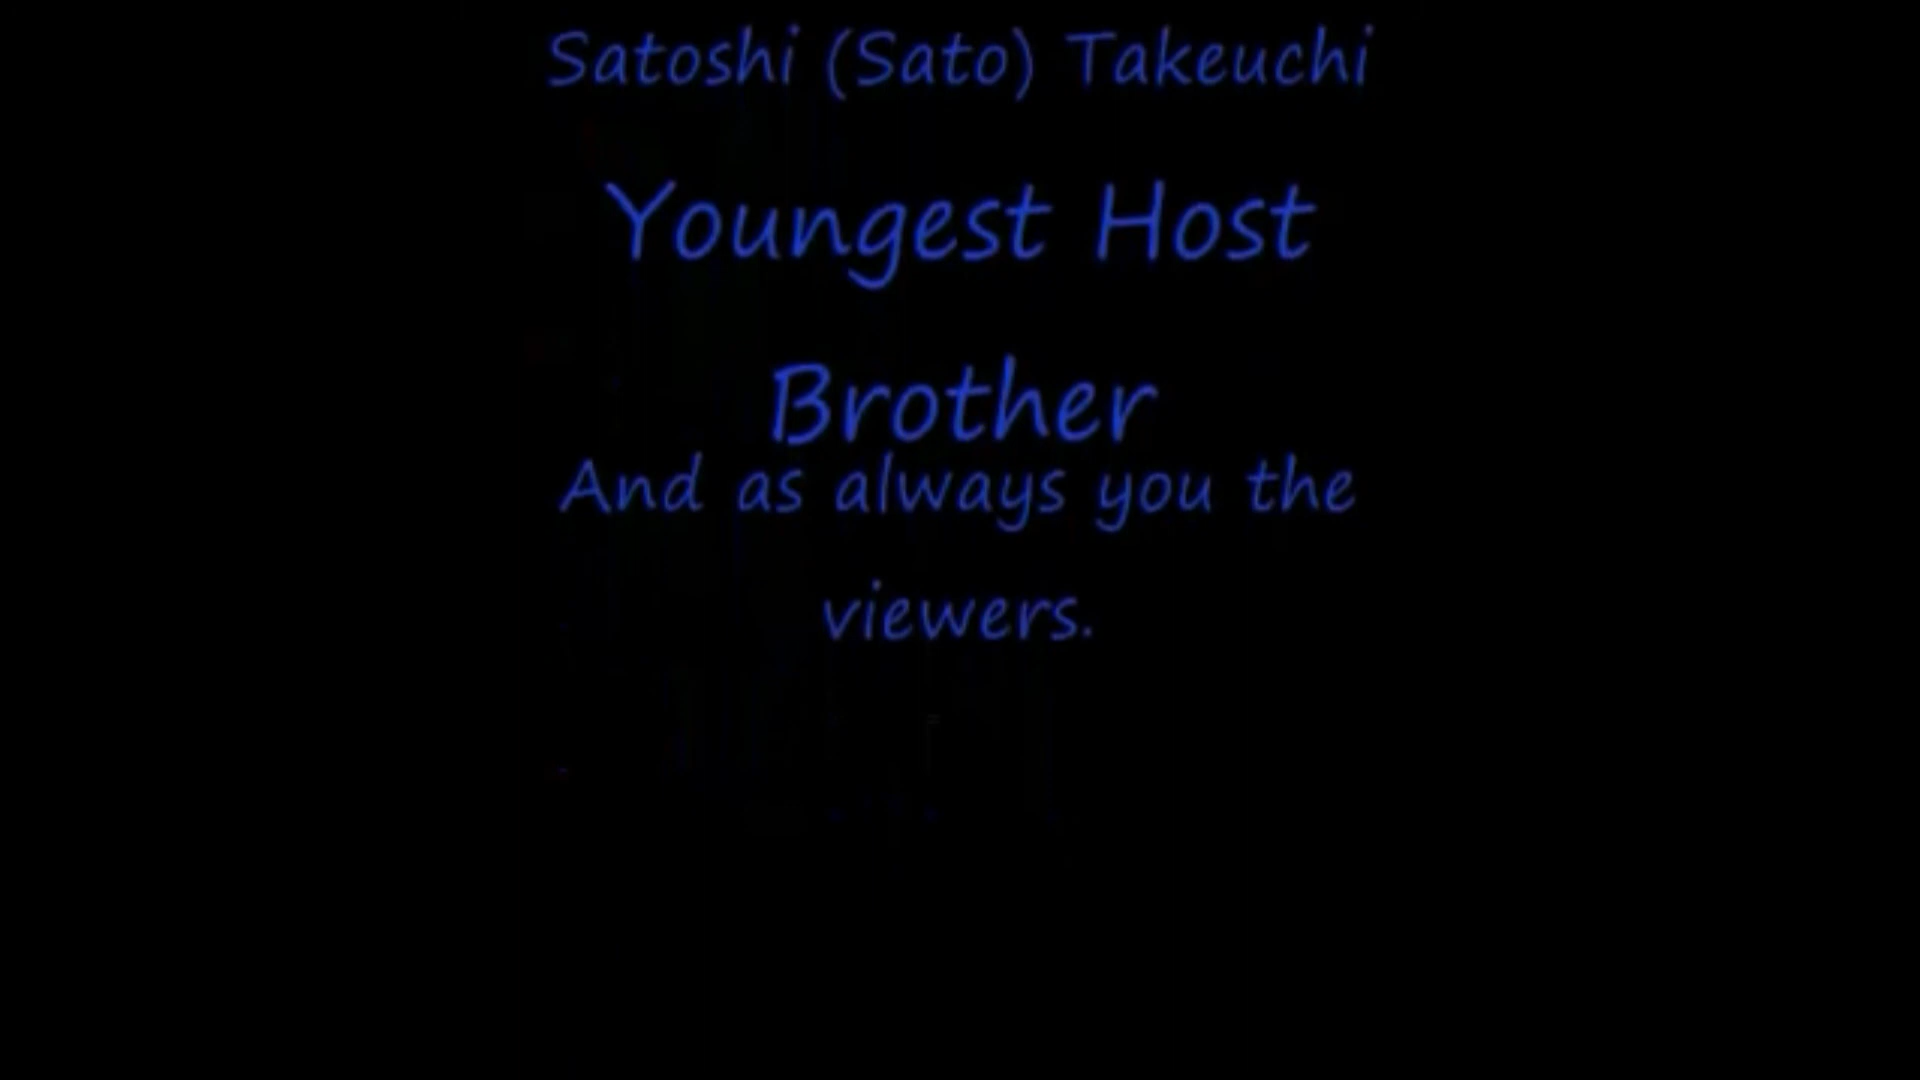 Satoshi (Sato) Takeuchi
Youngest Host
Brother
And as always you the
viewers.